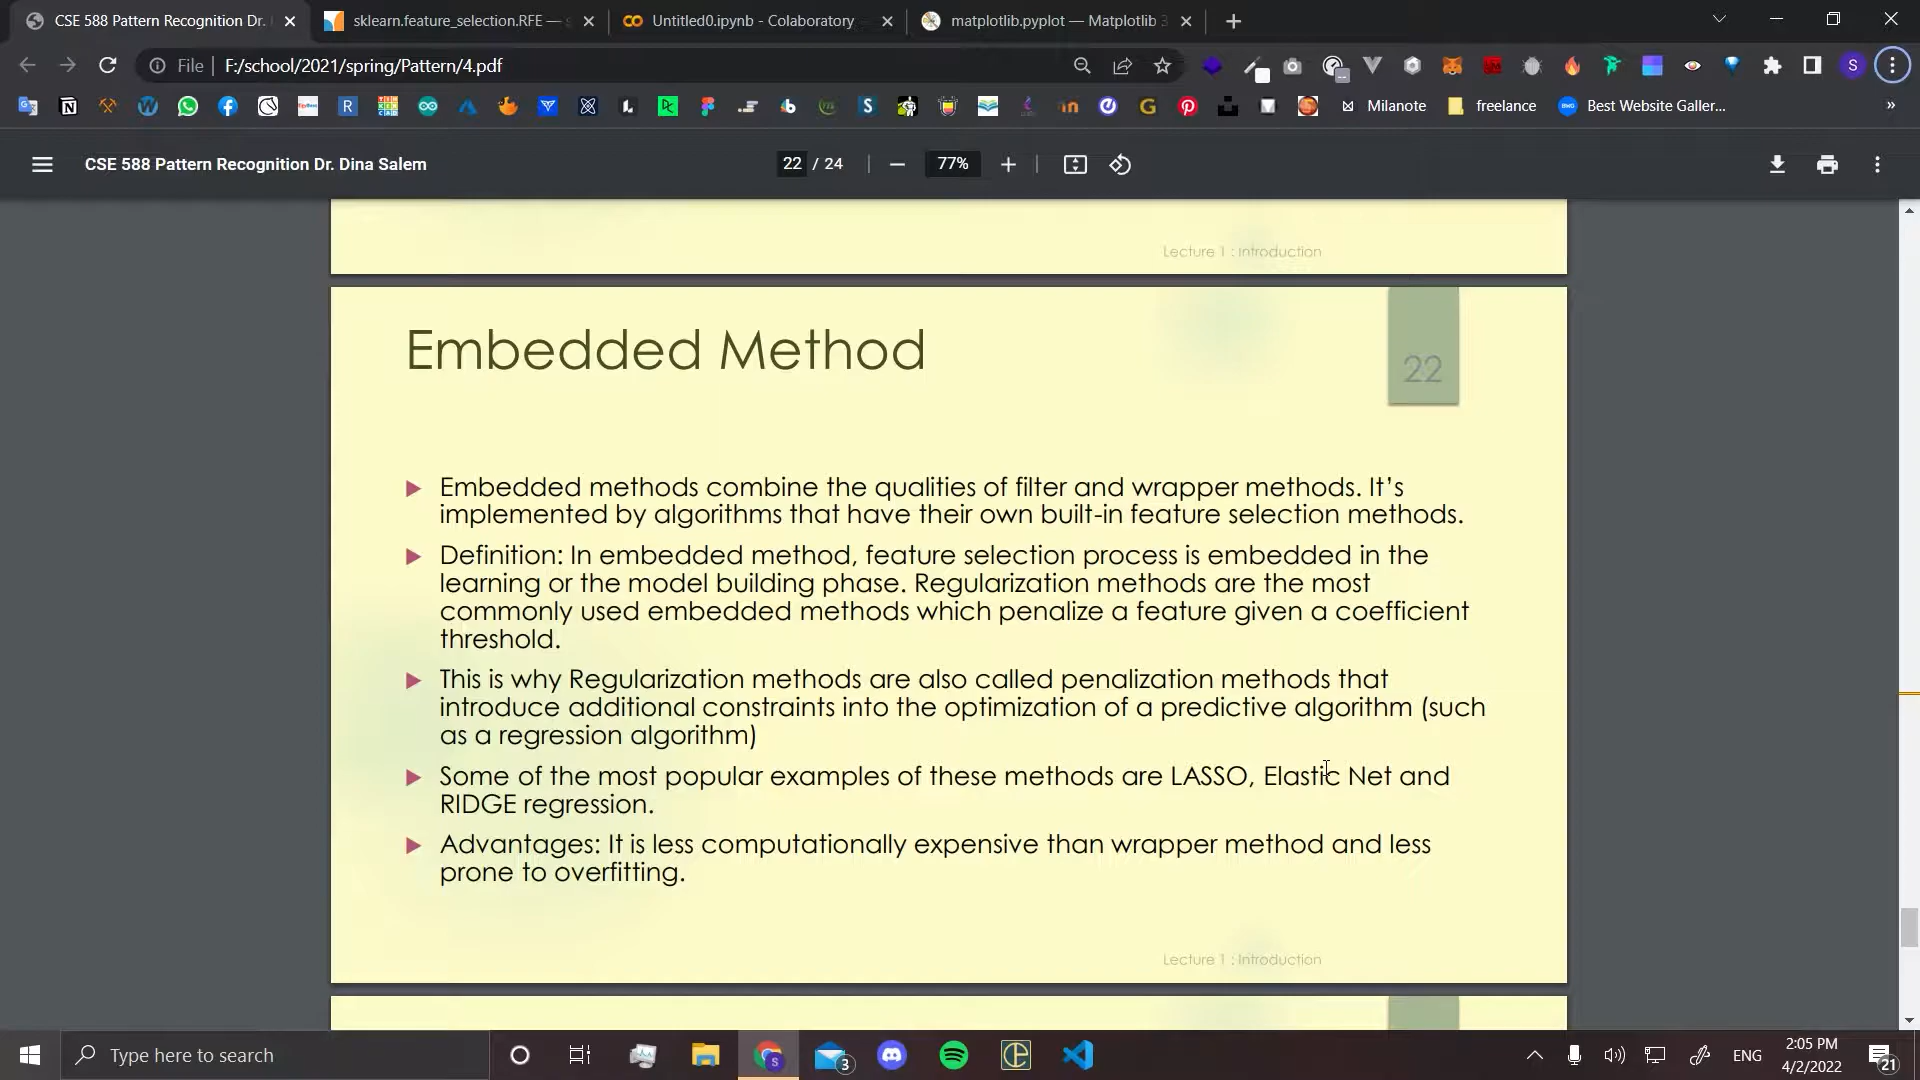 CSE 588 Pattern Recognition Dr.
sklearn.feature_selection.RFE — s
Untitled0.ipynb - Colaboratory
matplotlib.pyplot — Matplotlib 3
File
F:/school/2021/spring/Pattern/4.pdf
S
Milanote
freelance
Best Website Galler...
»
CSE 588 Pattern Recognition Dr. Dina Salem
22 / 24
77%
Lecture 1 : Introduction
Embedded Method
22
Embedded methods combine the qualities of filter and wrapper methods. It’s
implemented by algorithms that have their own built-in feature selection methods.
Definition: In embedded method, feature selection process is embedded in the
learning or the model building phase. Regularization methods are the most
commonly used embedded methods which penalize a feature given a coefficient
threshold.
This is why Regularization methods are also called penalization methods that
introduce additional constraints into the optimization of a predictive algorithm (such
as a regression algorithm)
Some of the most popular examples of these methods are LASSO, Elastic Net and
RIDGE regression.
Advantages: It is less computationally expensive than wrapper method and less
prone to overfitting.
Lecture 1 : Introduction
Type here to search
3
ENG
2:05 PM
4/2/2022
21